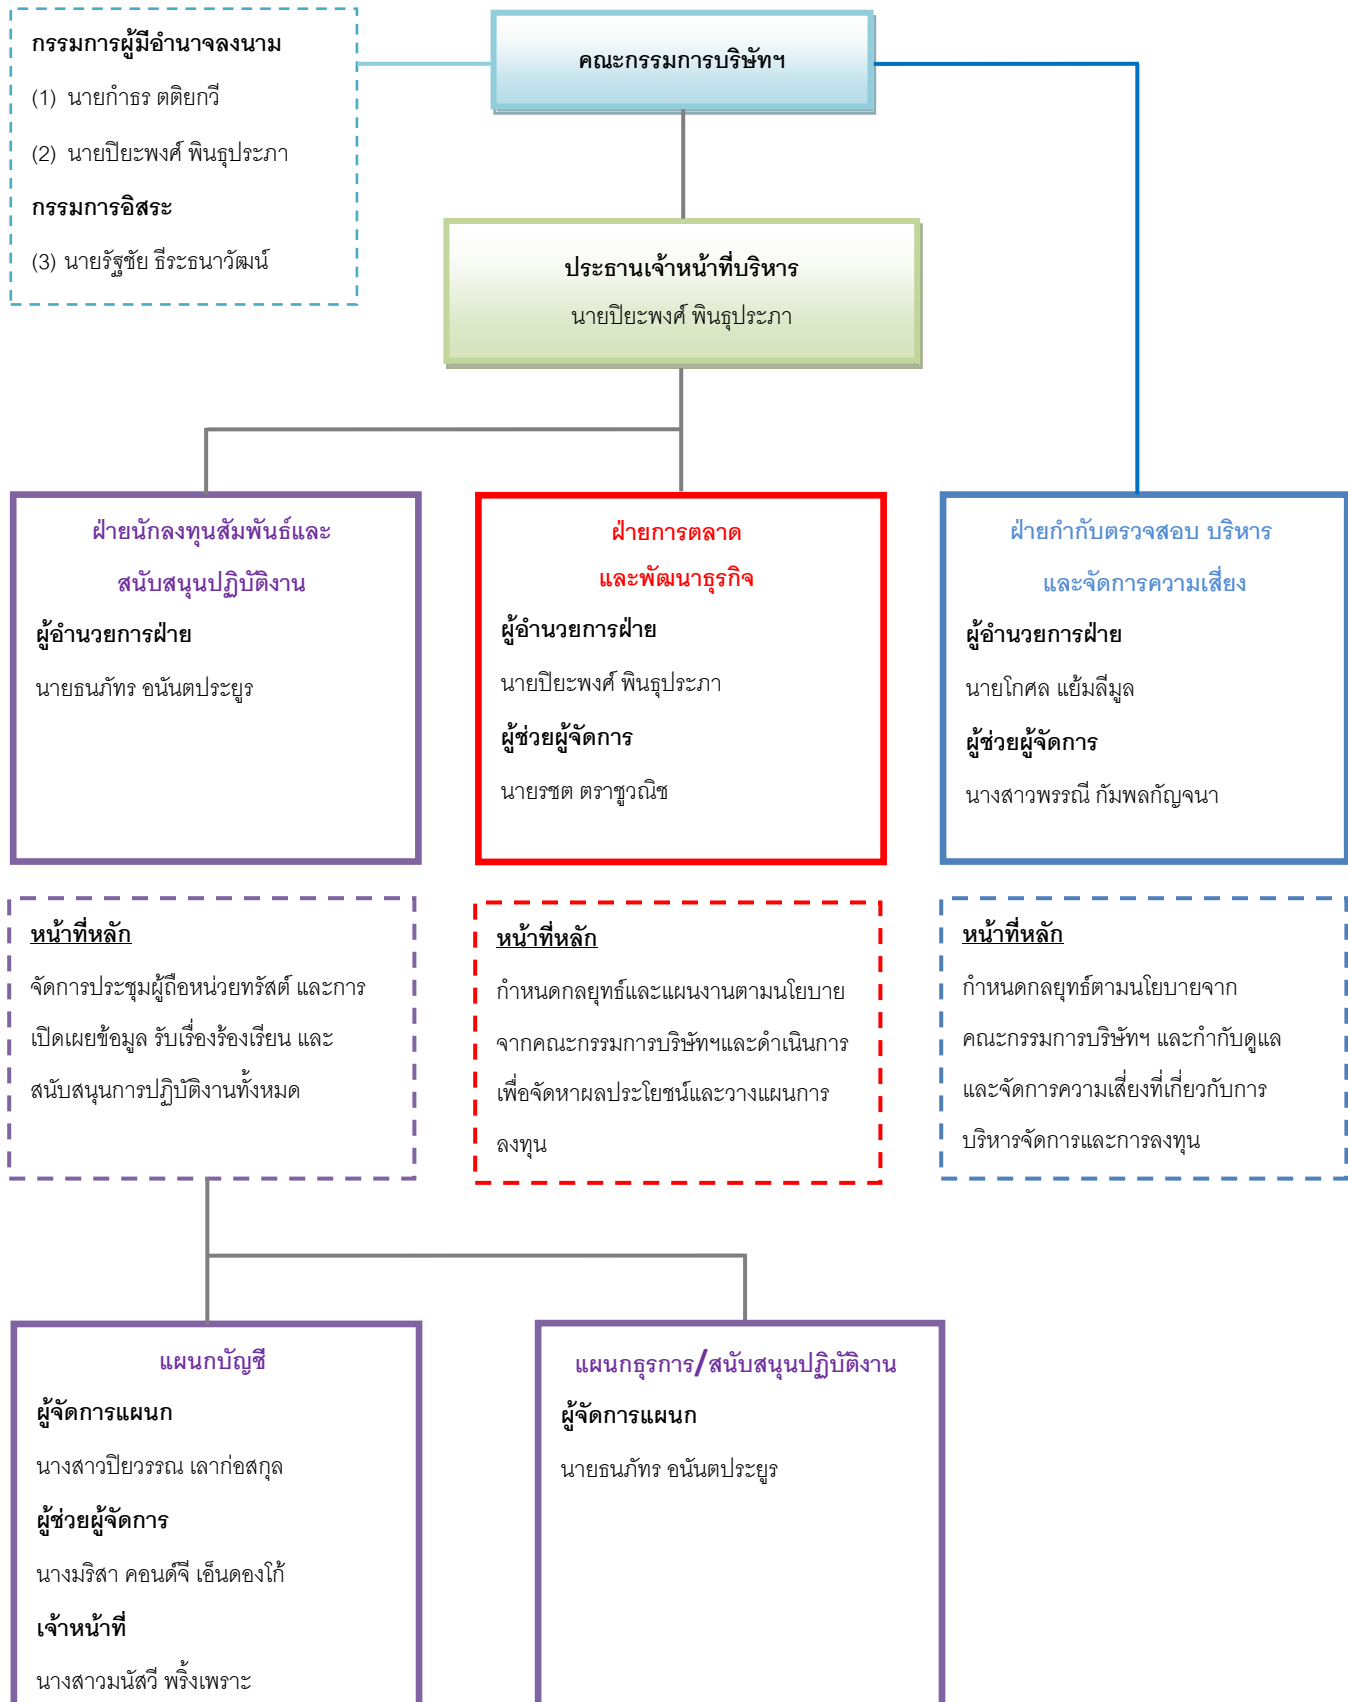 กรรมการผู้มีอำนาจลงนาม
(1) นายกำธร ตติยกวี
(2) นายปิยะพงศ์ พินธุประภา
กรรมการอิสระ
(3) นายรัฐชัย ธีระธนาวัฒน์
คณะกรรมการบริษัทฯ
ประธานเจ้าหน้าที่บริหาร
นายปิยะพงศ์ พินธุประภา
ฝ่ายนักลงทุนสัมพันธ์และ
สนับสนุนปฏิบัติงาน
ผู้อำนวยการฝ่าย
นายธนภัทร อนันตประยูร
ฝ่ายการตลาด
และพัฒนาธุรกิจ
ผู้อำนวยการฝ่าย
นายปิยะพงศ์ พินธุประภา
ผู้ช่วยผู้จัดการ
นายรชต ตราชูวณิช
ฝ่ายกำกับตรวจสอบ บริหาร
และจัดการความเสี่ยง
ผู้อำนวยการฝ่าย
นายโกศล แย้มลีมูล
ผู้ช่วยผู้จัดการ
นางสาวพรรณี กัมพลกัญจนา
หน้าที่หลัก
จัดการประชุมผู้ถือหน่วยทรัสต์ และการ
เปิดเผยข้อมูล รับเรื่องร้องเรียน และ
สนับสนุนการปฏิบัติงานทั้งหมด
หน้าที่หลัก
กำหนดกลยุทธ์และแผนงานตามนโยบาย
จากคณะกรรมการบริษัทฯและดำเนินการ
เพื่อจัดหาผลประโยชน์และวางแผนการ
ลงทุน
หน้าที่หลัก
กำหนดกลยุทธ์ตามนโยบายจาก
คณะกรรมการบริษัทฯ และกำกับดูแล
และจัดการความเสี่ยงที่เกี่ยวกับการ
บริหารจัดการและการลงทุน
แผนกบัญชี
ผู้จัดการแผนก
นางสาวปิยวรรณ เลาก่อสกุล
ผู้ช่วยผู้จัดการ
นางมริสา คอนด์จี เอ็นดองโก้
เจ้าหน้าที่
นางสาวมนัสวี พริ้งเพราะ
แผนกธุรการ/สนับสนุนปฏิบัติงาน
ผู้จัดการแผนก
นายธนภัทร อนันตประยูร